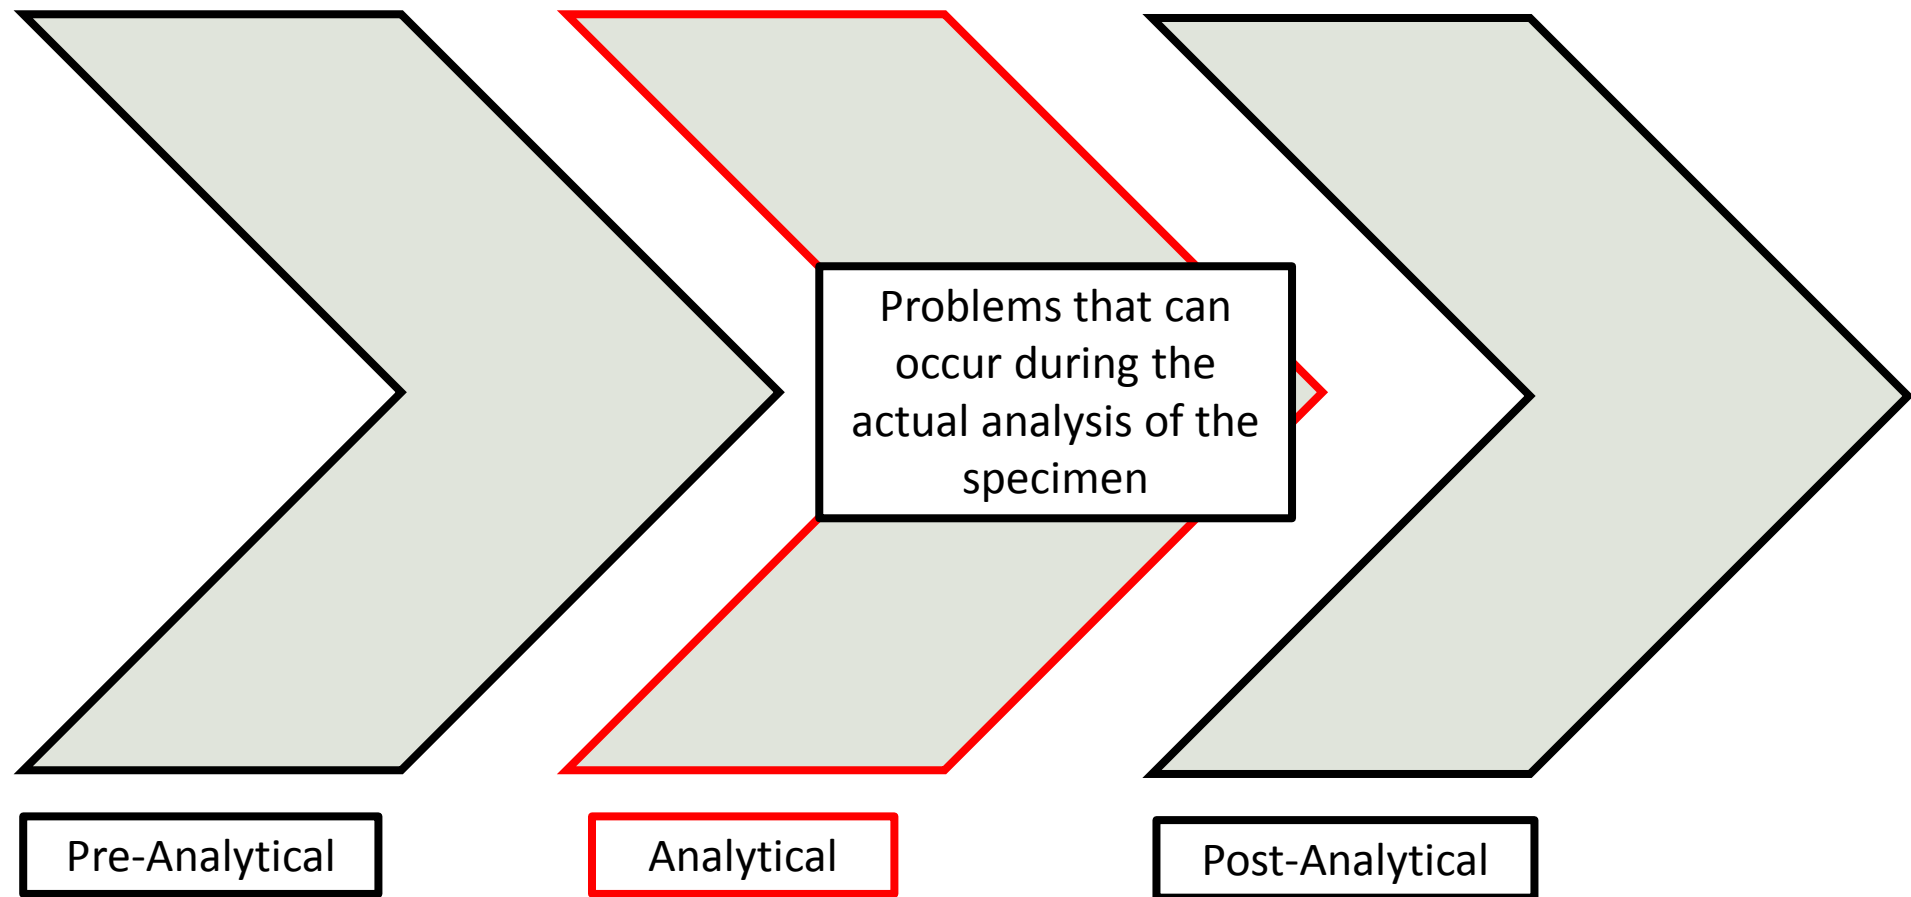 Problems that can
occur during the
actual analysis of the
specimen
Pre-Analytical
Analytical
Post-Analytical